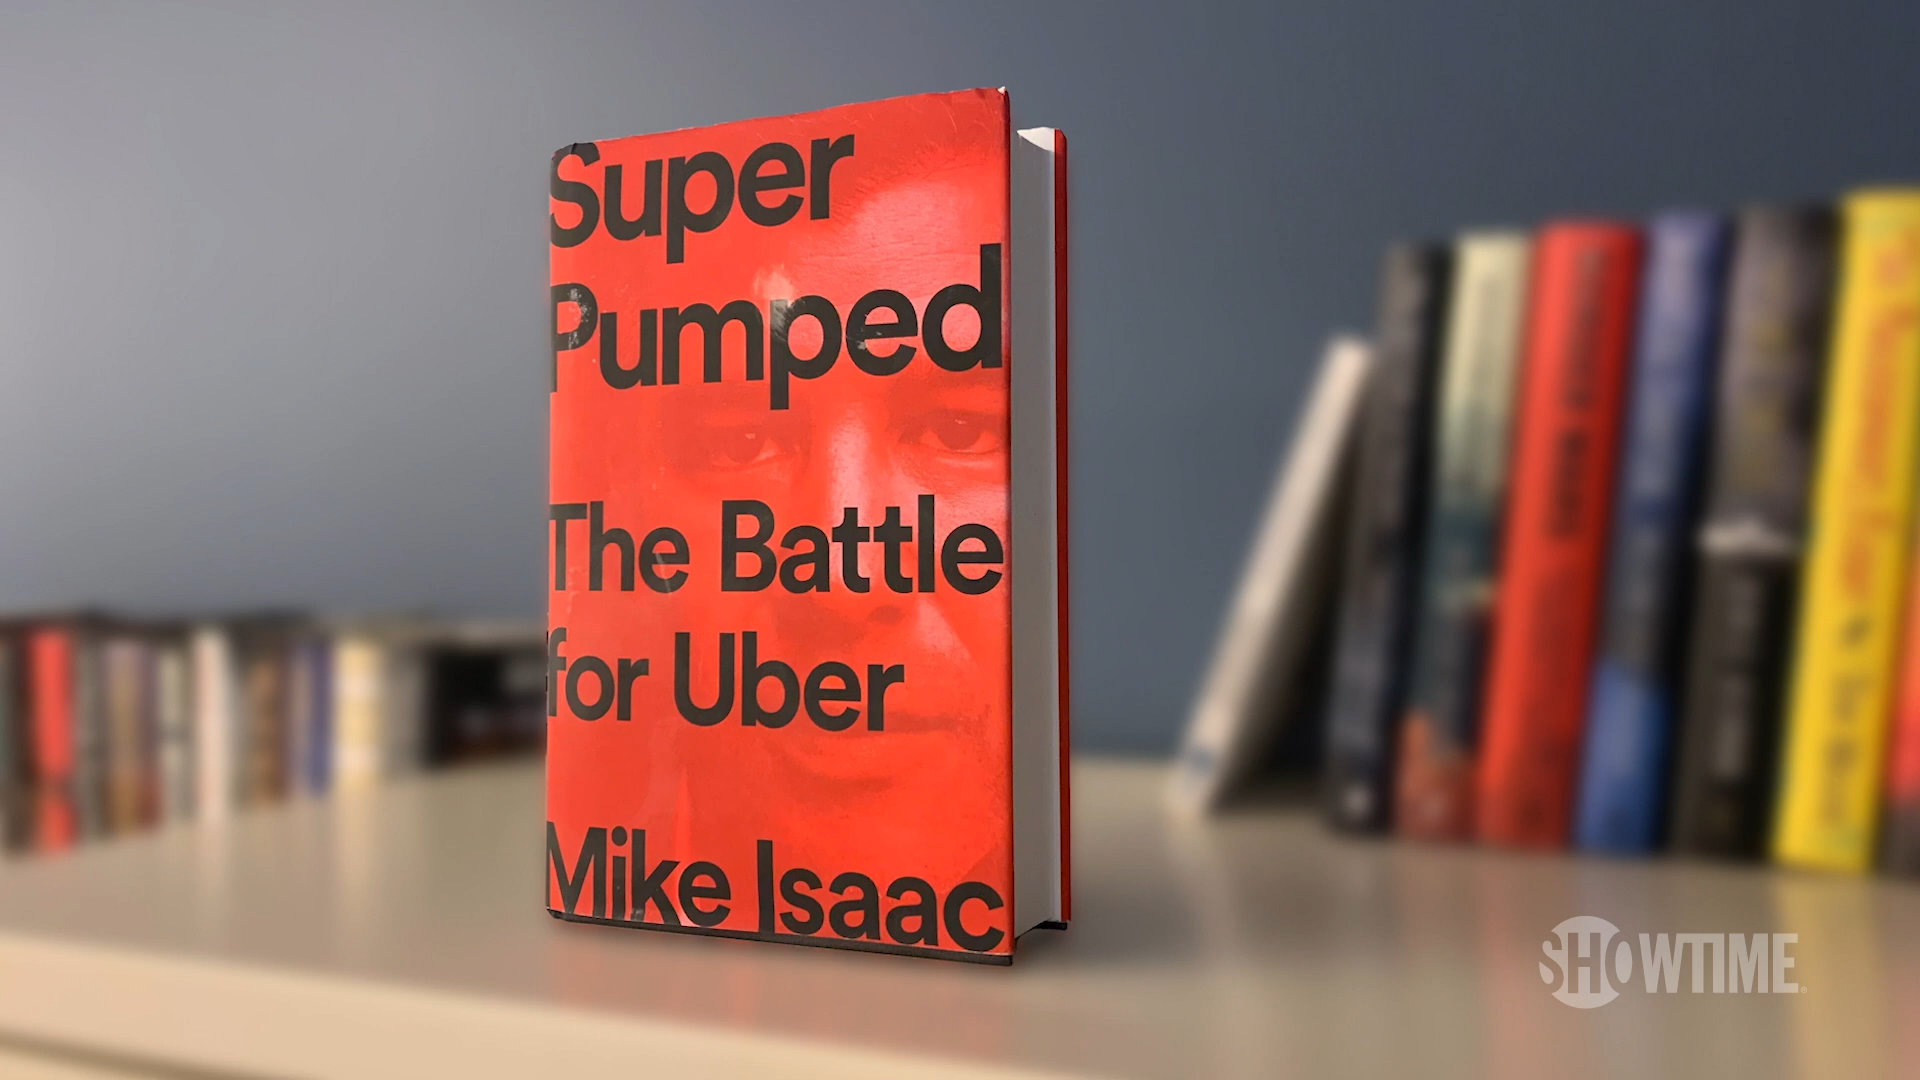 Super
Pumped
The Battle
for Uber
Mike Isaac
SHOWTIME